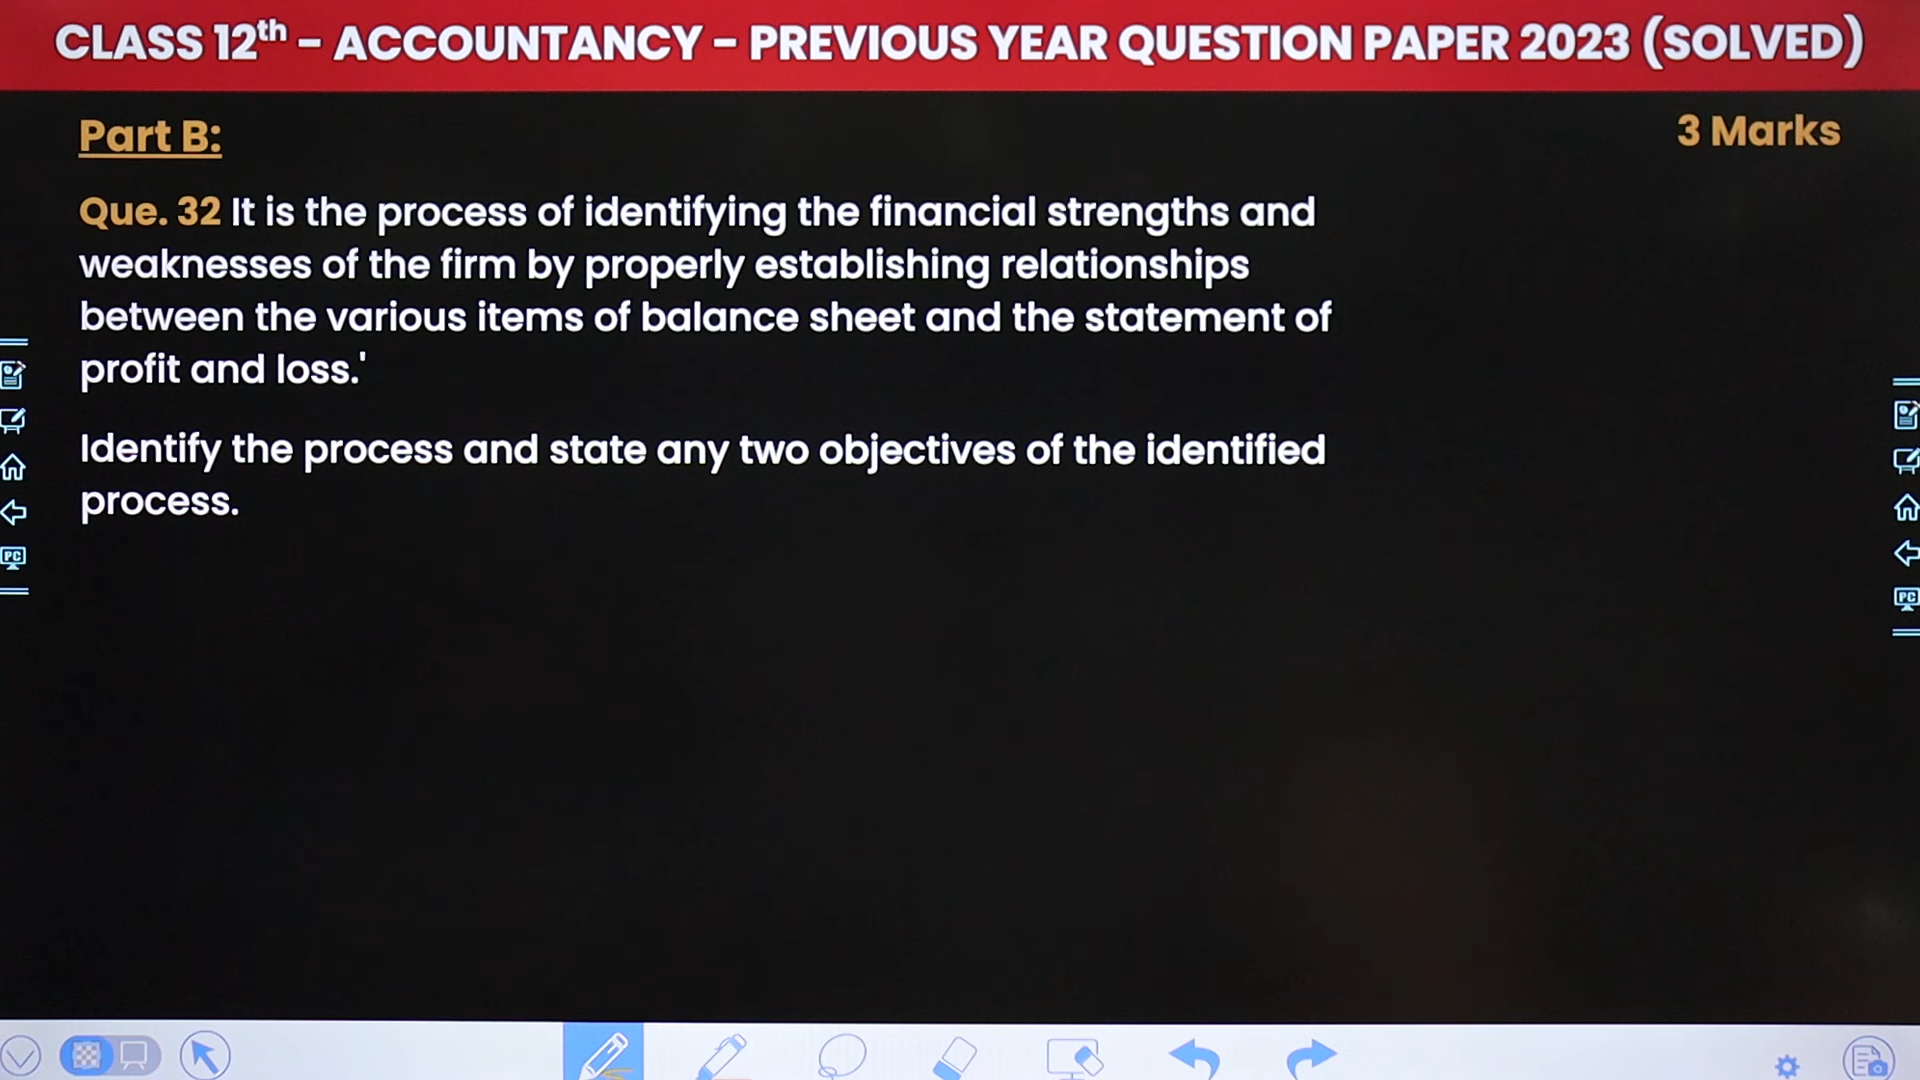 CLASS 12th - ACCOUNTANCY - PREVIOUS YEAR QUESTION PAPER 2023 (SOLVED)
Part B:
3 Marks
Que. 32 It is the process of identifying the financial strengths and
weaknesses of the firm by properly establishing relationships
between the various items of balance sheet and the statement of
profit and loss.'
Identify the process and state any two objectives of the identified
process.
PC
PC